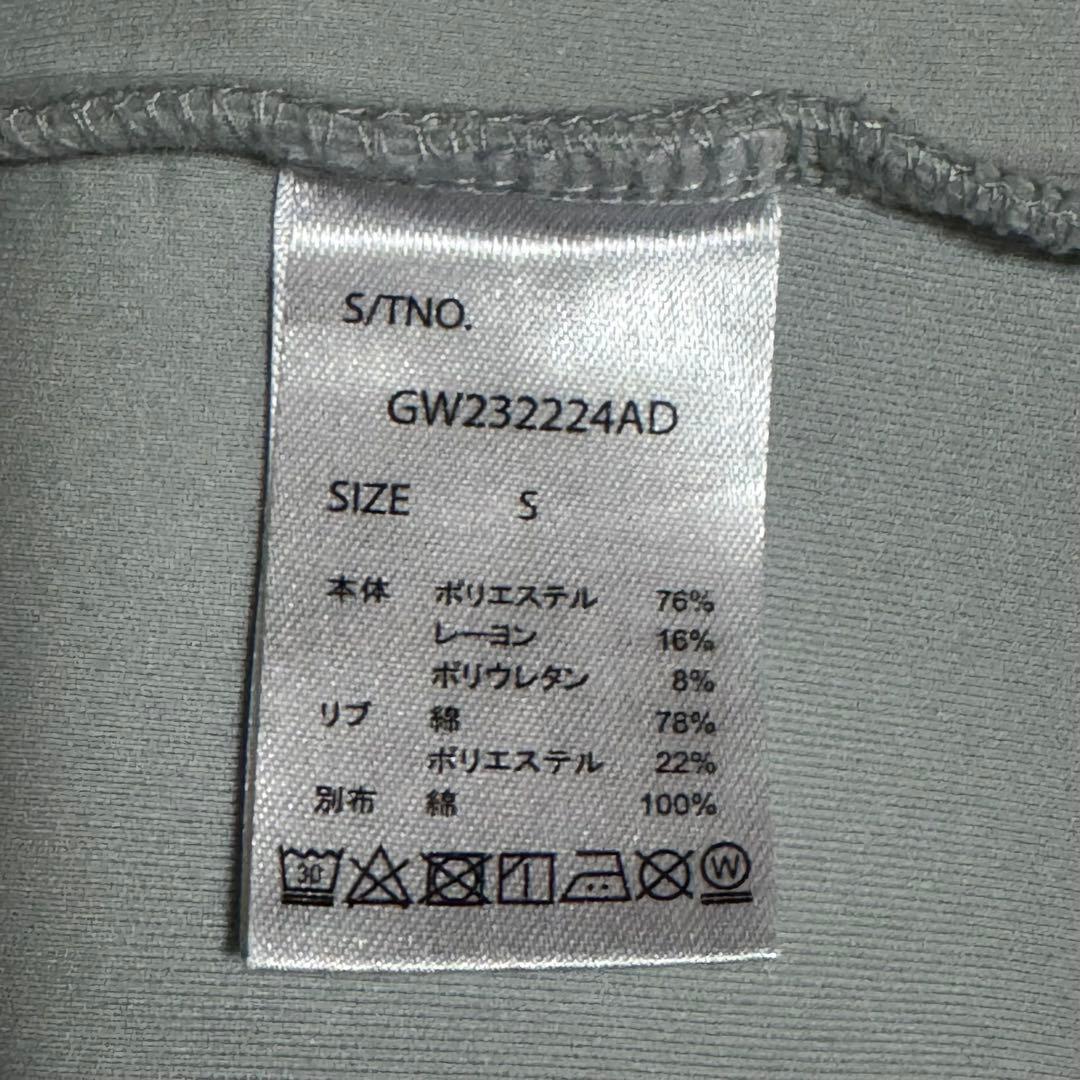 S/TNO.
GW232224AD
SIZE S
本体 ポリエステル 76%
レーヨン 16%
ポリウレタン 8%
リブ 綿 78%
ポリエステル 22%
別布 綿 100%
30 W